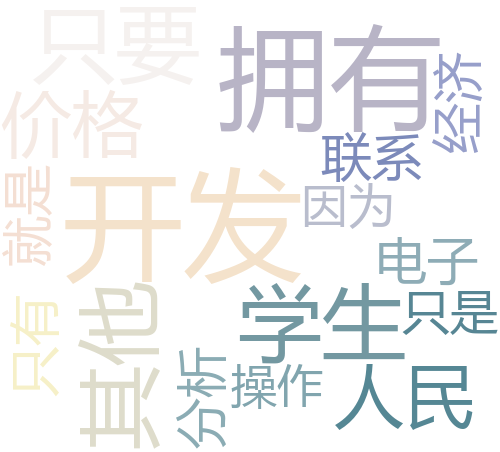 只要
拥有
经济
价格
联系
就是
开发
因为
电子
其他
学生
只是
只有
分析
操作
人民